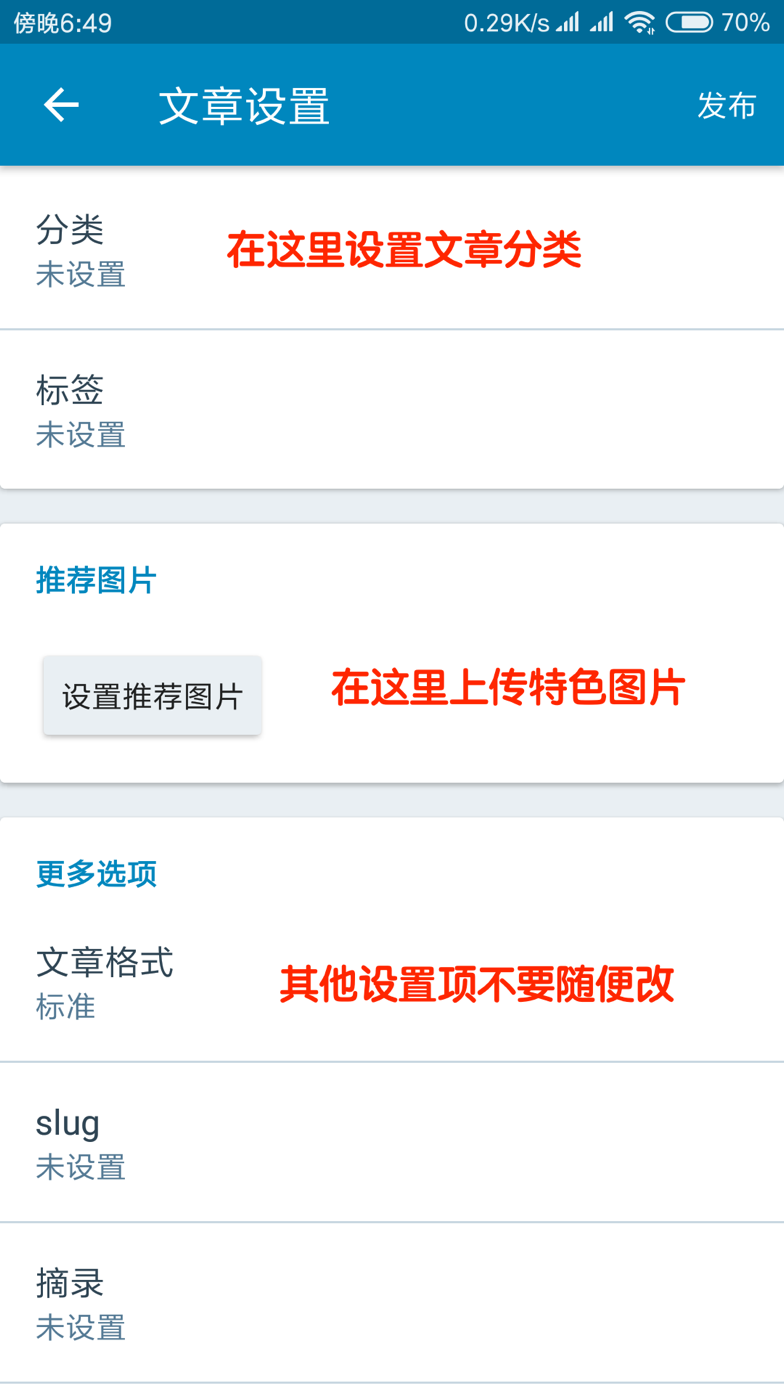 傍晚6:49 0.29K/s 70%
文章设置 发布
分类
在这里设置文章分类
未设置
标签
未设置
推荐图片
设置推荐图片 在这里上传特色图片
更多选项
文章格式
其他设置项不要随便改
标准
slug
未设置
摘录
未设置